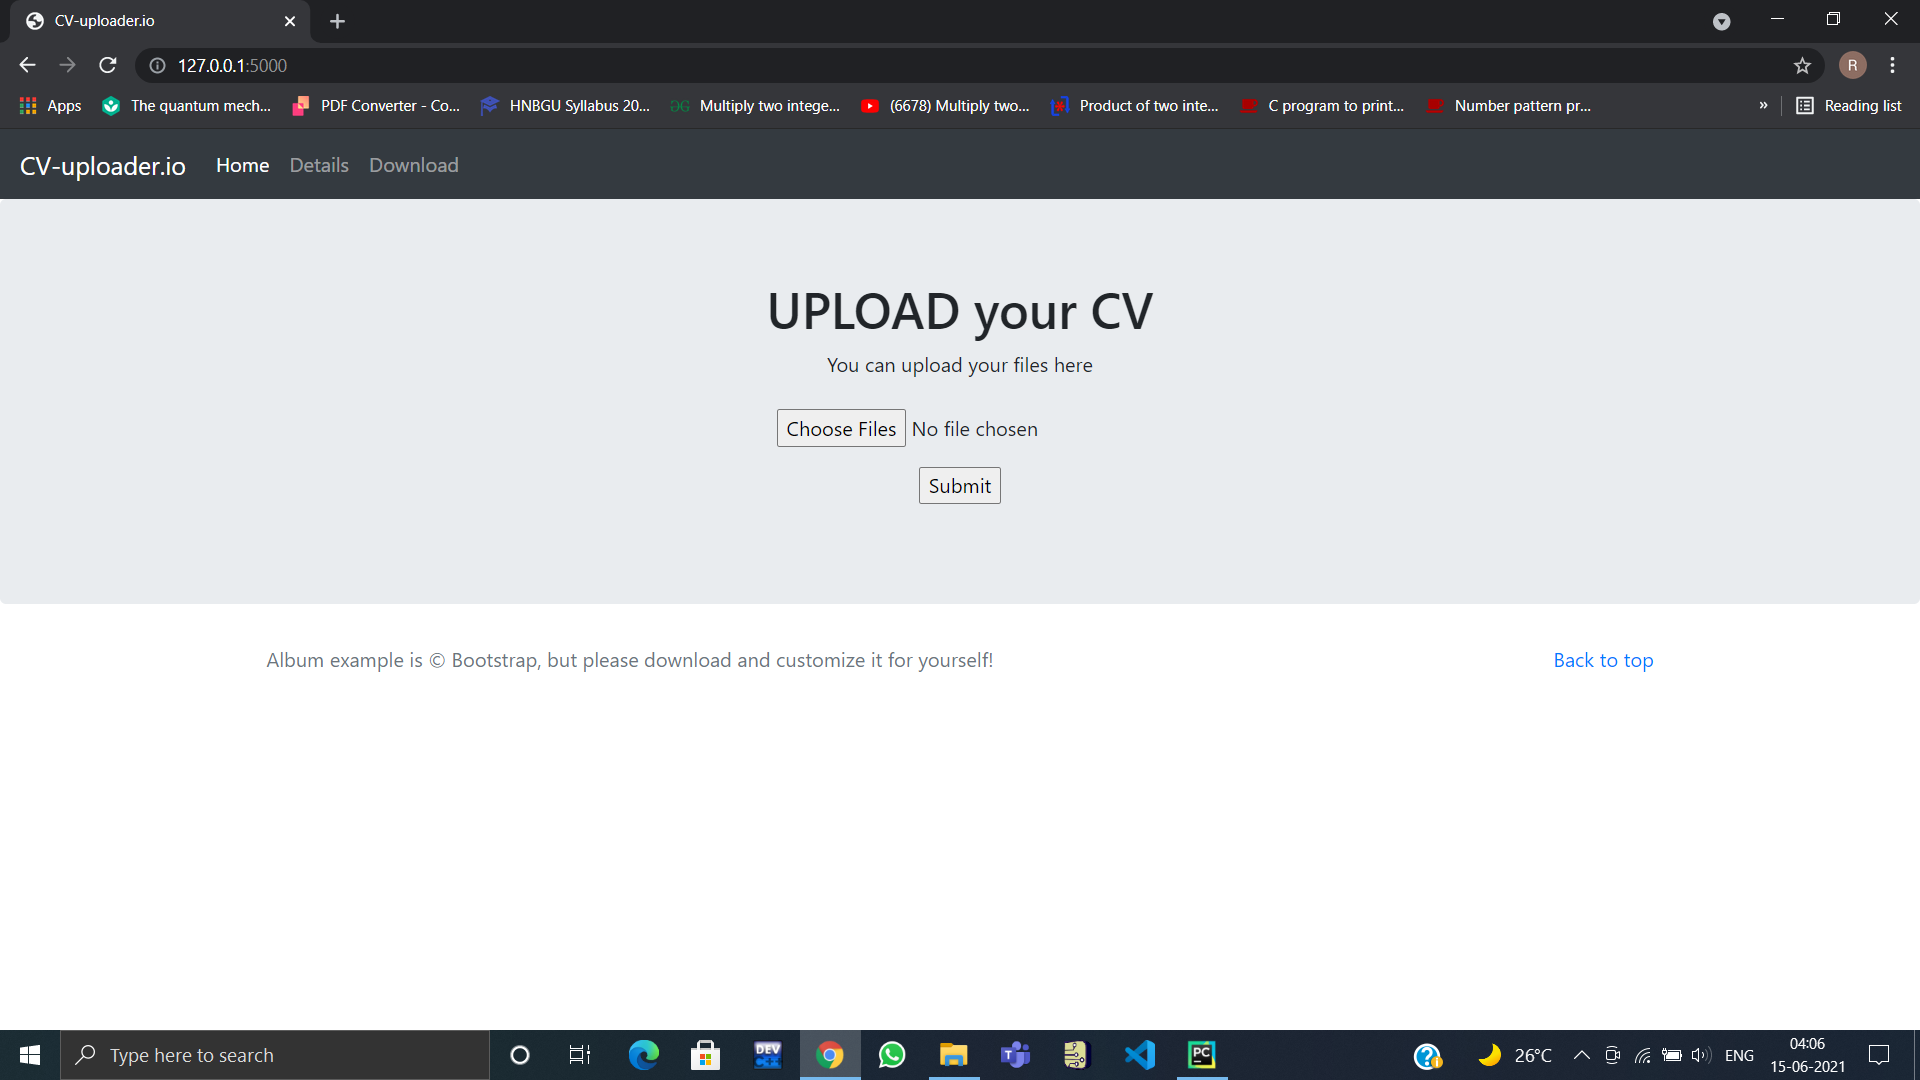 CV-uploader.io
127.0.0.1:5000
R
Apps
The quantum mech...
PDF Converter - Co...
HNBGU Syllabus 20...
Multiply two intege...
(6678) Multiply two...
Product of two inte...
C program to print...
Number pattern pr...
»
Reading list
CV-uploader.io Home Details Download
UPLOAD your CV
You can upload your files here
Choose Files No file chosen
Submit
Album example is © Bootstrap, but please download and customize it for yourself!
Back to top
Type here to search
DEV C++
T
PC
26°C
ENG
04:06
15-06-2021